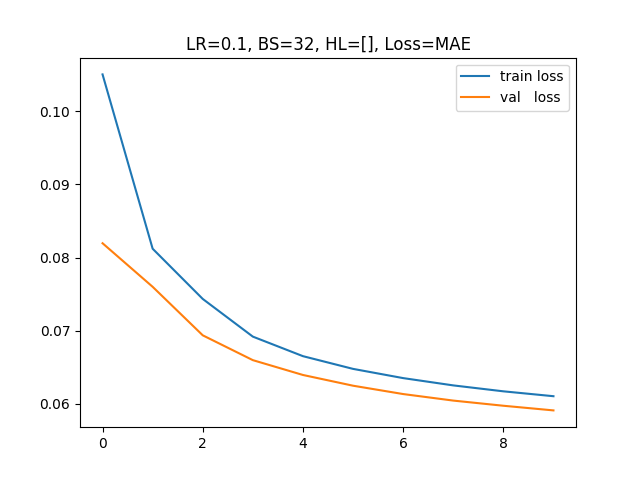 LR=0.1, BS=32, HL=[], Loss=MAE
train loss
val   loss
0.10
0.09
0.08
0.07
0.06
0 2 4 6 8